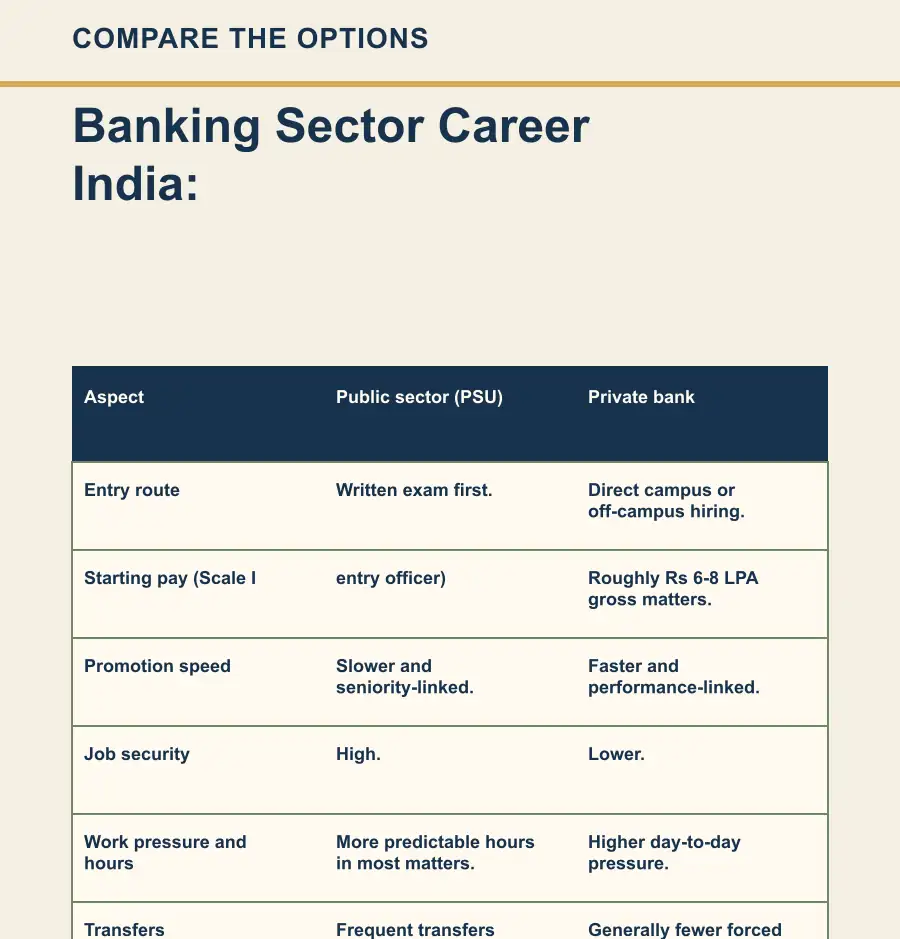 COMPARE THE OPTIONS
Banking Sector Career
India:
Aspect
Public sector (PSU)
Private bank
Entry route
Written exam first.
Direct campus or
off-campus hiring.
Starting pay (Scale I
entry officer)
Roughly Rs 6-8 LPA
gross matters.
Promotion speed
Slower and
seniority-linked.
Faster and
performance-linked.
Job security
High.
Lower.
Work pressure and
hours
More predictable hours
in most matters.
Higher day-to-day
pressure.
Transfers
Frequent transfers
Generally fewer forced